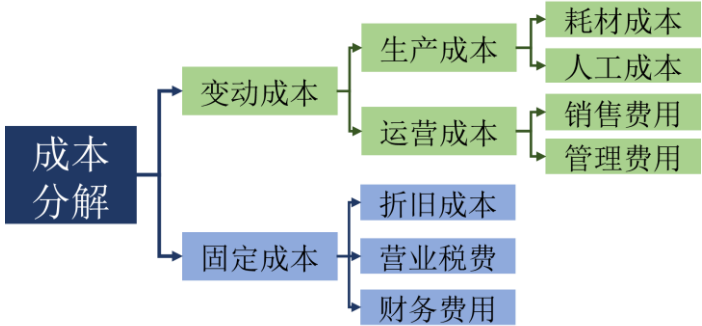 成本
分解
变动成本
生产成本
耗材成本
人工成本
运营成本
销售费用
管理费用
固定成本
折旧成本
营业税费
财务费用